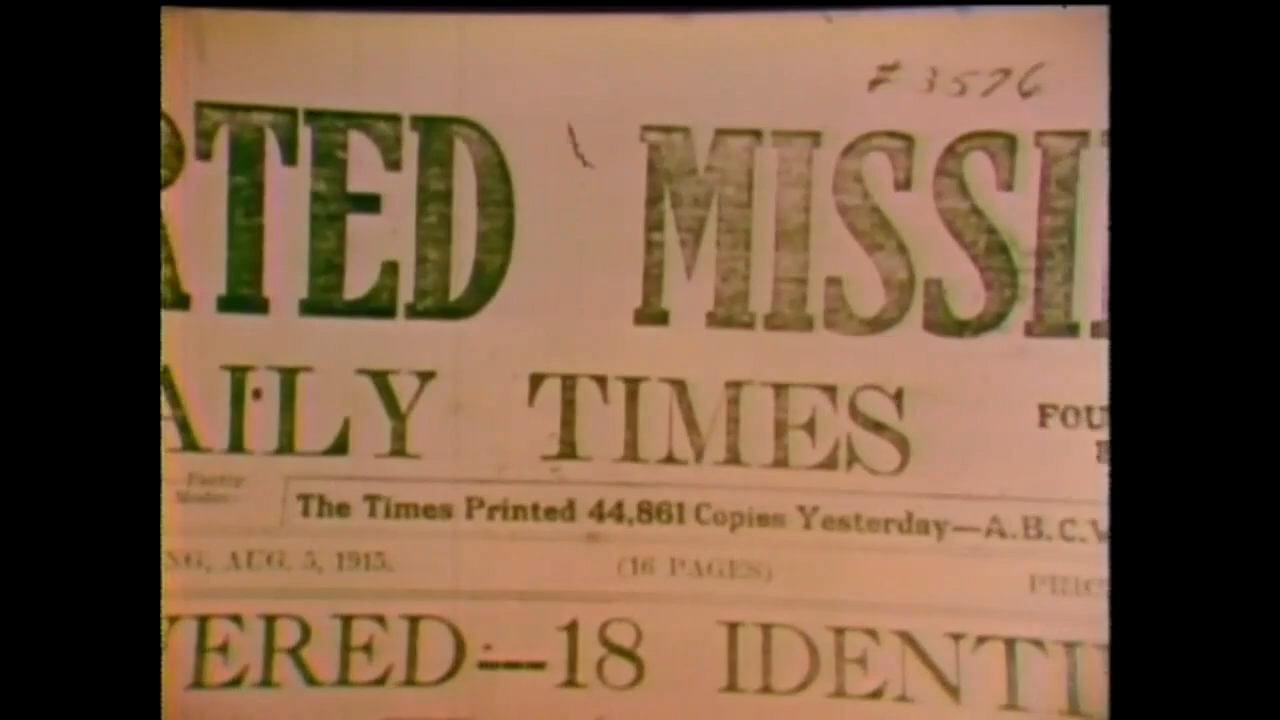 #3576
RTED MISSI
AILY TIMES
FOU
The Times Printed 44,861 Copies Yesterday—A.B.C.
NG, AUG. 5, 1915.
(16 PAGES)
PRIC
VERED—18 IDENTI